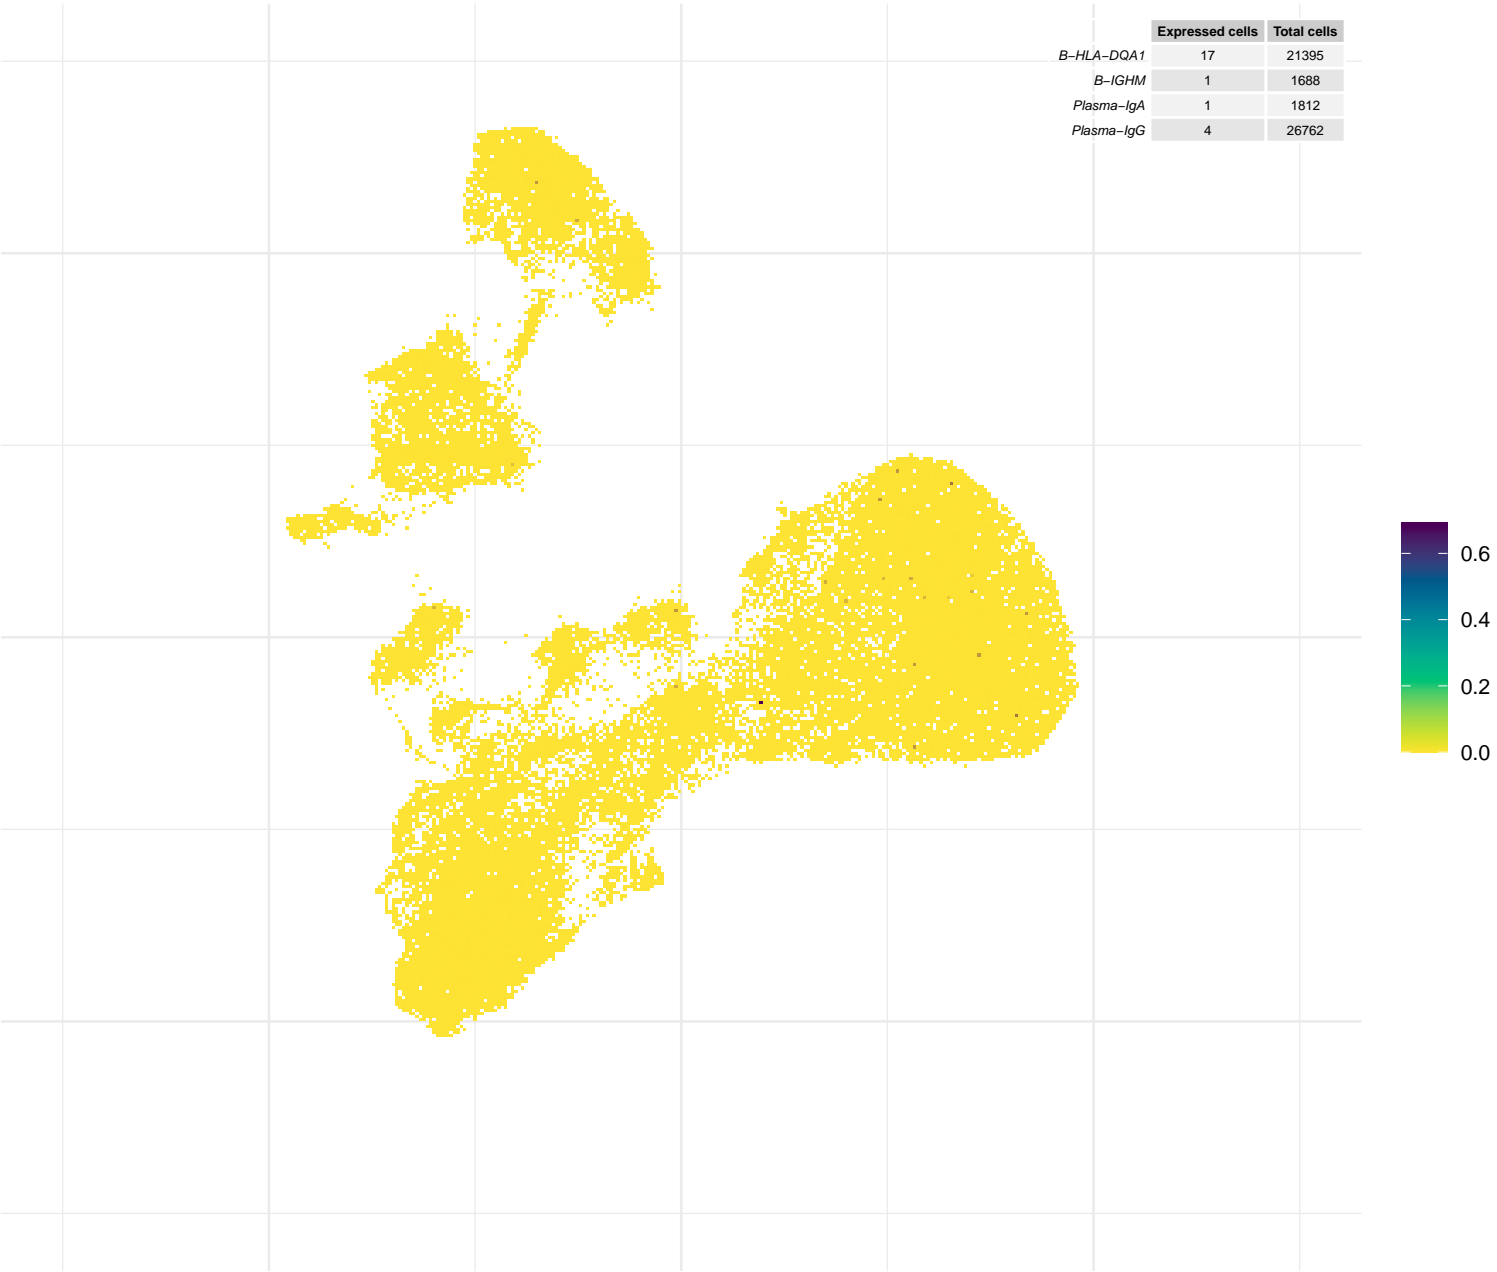 Expressed cells Total cells
B−HLA−DQA1 17 21395
B−IGHM 1 1688
Plasma−IgA 1 1812
Plasma−IgG 4 26762
0.6
0.4
0.2
0.0